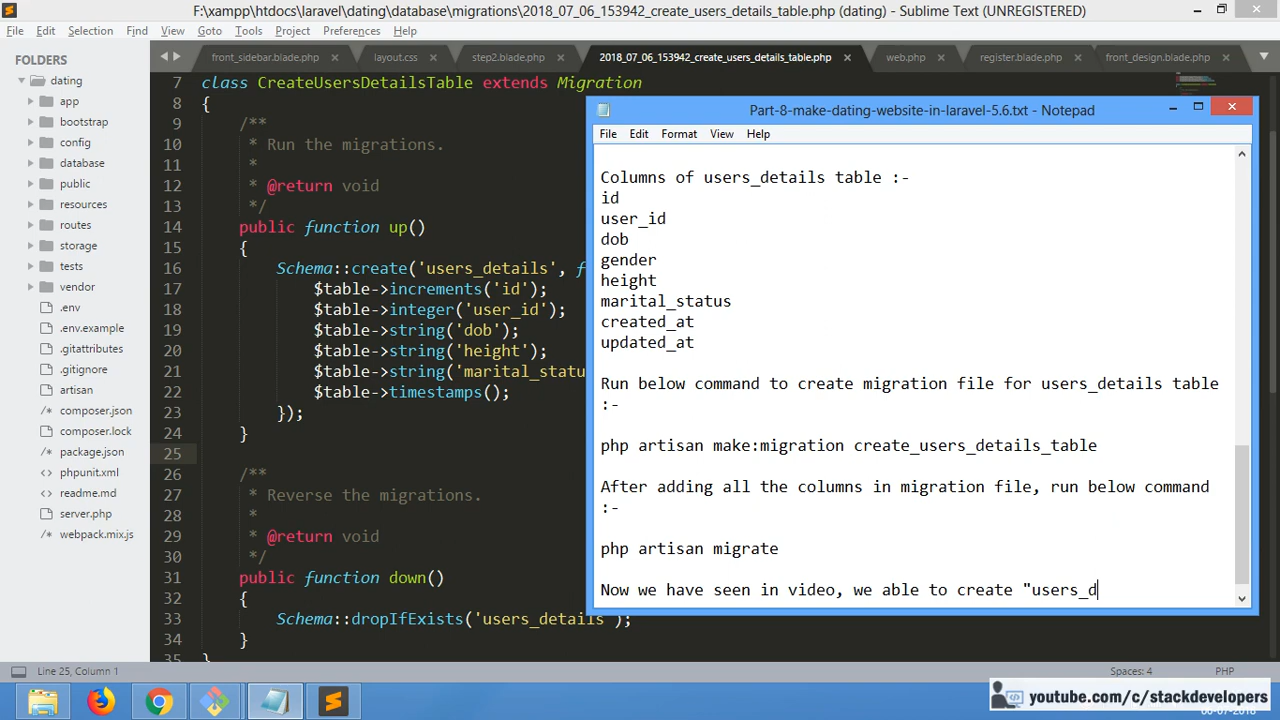 F:\xampp\htdocs\laravel\dating\database\migrations\2018_07_06_153942_create_users_details_table.php (dating) - Sublime Text (UNREGISTERED)
File Edit Selection Find View Goto Tools Project Preferences Help
FOLDERS
dating
app
bootstrap
config
database
public
resources
routes
storage
tests
vendor
.env
.env.example
.gitattributes
.gitignore
artisan
composer.json
composer.lock
package.json
phpunit.xml
readme.md
server.php
webpack.mix.js
front_sidebar.blade.php layout.css step2.blade.php 2018_07_06_153942_create_users_details_table.php web.php register.blade.php front_design.blade.php
7 class CreateUsersDetailsTable extends Migration
8 {
9 /**
10 * Run the migrations.
11 *
12 * @return void
13 */
14 public function up()
15 {
16 Schema::create('users_details', f
17 $table->increments('id');
18 $table->integer('user_id');
19 $table->string('dob');
20 $table->string('height');
21 $table->string('marital_statu
22 $table->timestamps();
23 });
24 }
25
26 /**
27 * Reverse the migrations.
28 *
29 * @return void
30 */
31 public function down()
32 {
33 Schema::dropIfExists('users_details');
34 }
35 }
Part-8-make-dating-website-in-laravel-5.6.txt - Notepad
File Edit Format View Help
Columns of users_details table :-
id
user_id
dob
gender
height
marital_status
created_at
updated_at
Run below command to create migration file for users_details table
:-
php artisan make:migration create_users_details_table
After adding all the columns in migration file, run below command
:-
php artisan migrate
Now we have seen in video, we able to create "users_d
Line 25, Column 1 Spaces: 4 PHP
youtube.com/c/stackdevelopers